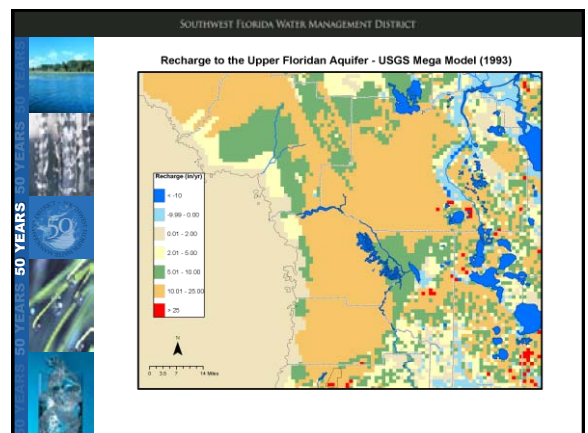 SOUTHWEST FLORIDA WATER MANAGEMENT DISTRICT
Recharge to the Upper Floridan Aquifer - USGS Mega Model (1993)
50 YEARS 50 YEARS 50 YEARS 50 YEARS 50 YEARS
50
Recharge (in/yr)
< -10
-9.99 - 0.00
0.01 - 2.00
2.01 - 5.00
5.01 - 10.00
10.01 - 25.00
> 25
N
0 3.5 7 14 Miles